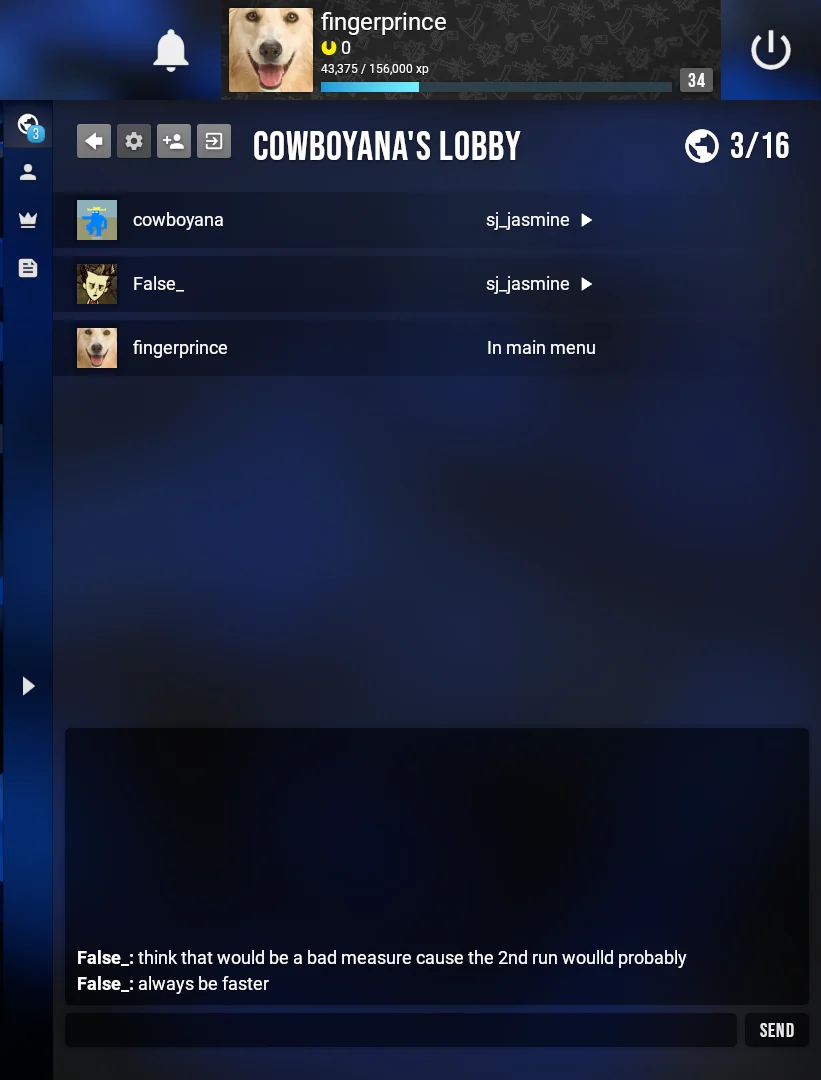 fingerprince
0
43,375 / 156,000 xp
34
3
COWBOYANA'S LOBBY
3/16
cowboyana sj_jasmine
False_ sj_jasmine
fingerprince In main menu
False_: think that would be a bad measure cause the 2nd run woulld probably
False_: always be faster
SEND